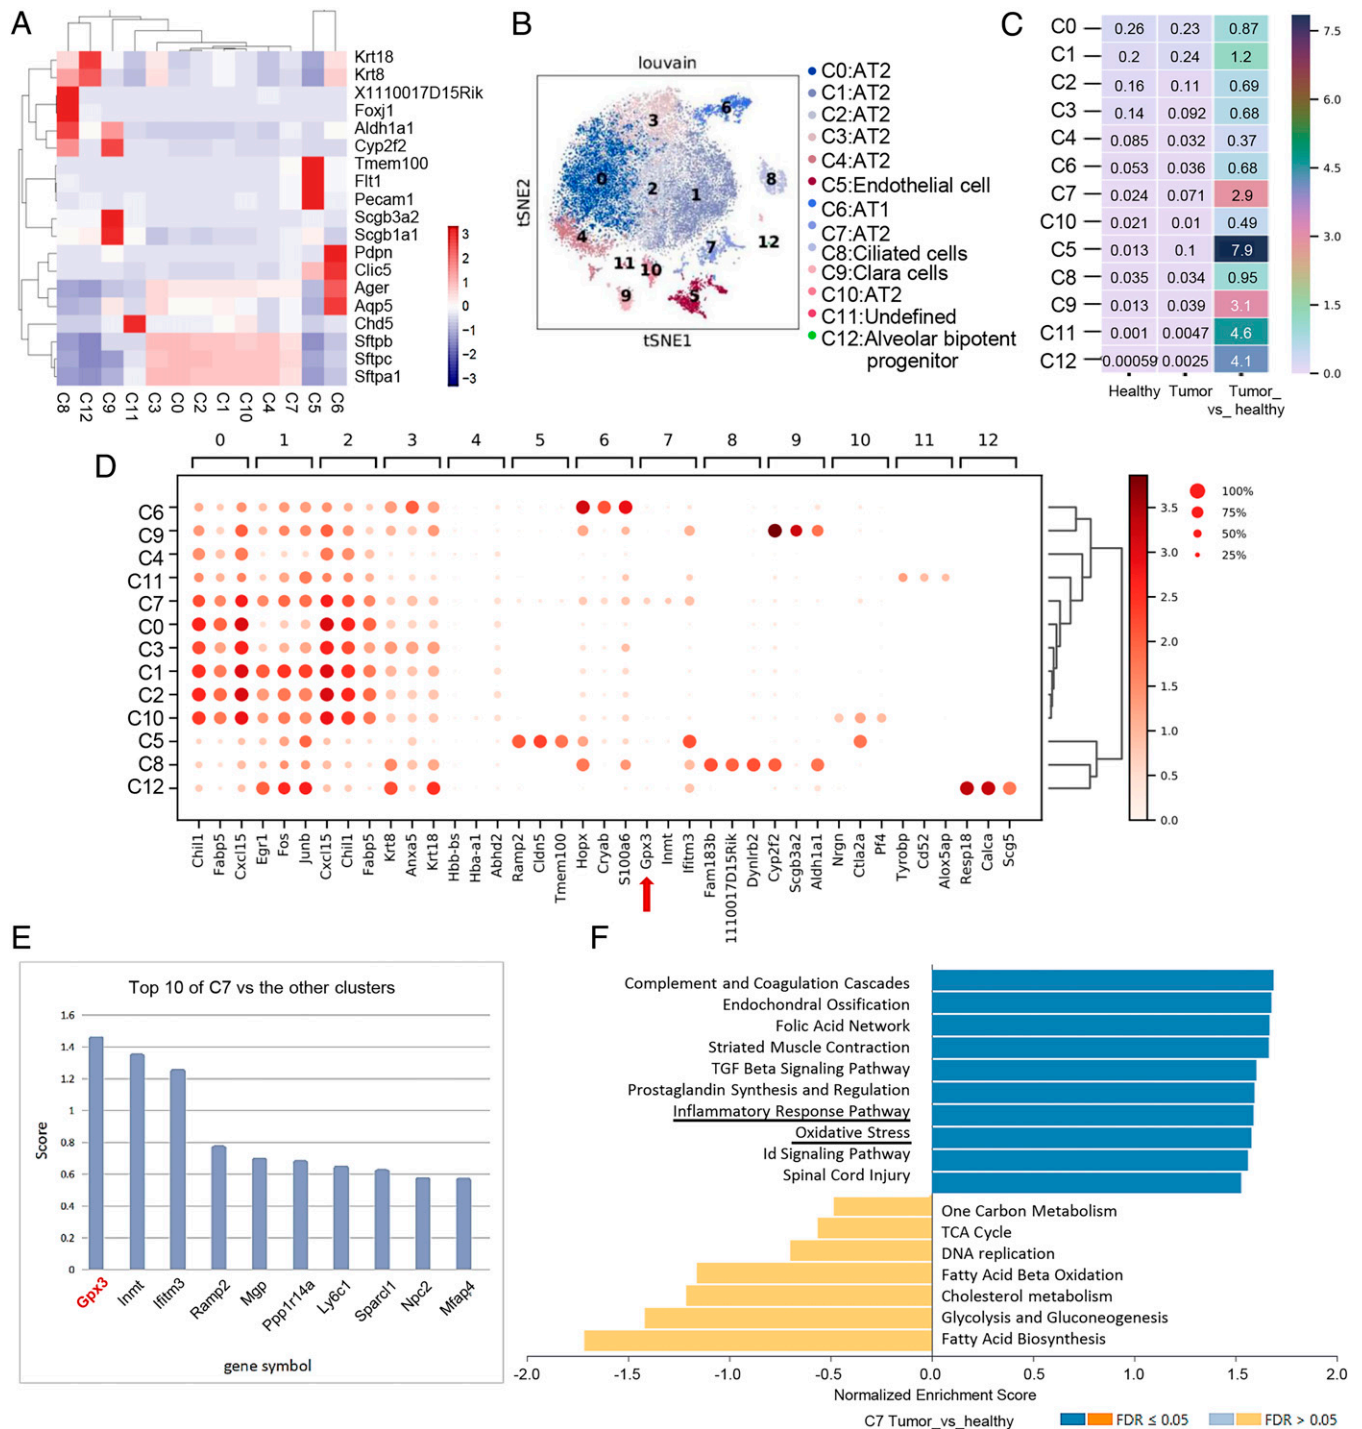 A
Krt18
Krt8
X1110017D15Rik
Foxj1
Aldh1a1
Cyp2f2
Tmem100
Flt1
Pecam1
Scgb3a2
Scgb1a1
Pdpn
Clic5
Ager
Aqp5
Chd5
Sftpb
Sftpc
Sftpa1
3
2
1
0
−1
−2
−3
C8 C12 C9 C11 C3 C0 C2 C1 C10 C4 C7 C5 C6
B
louvain
tSNE2
tSNE1
0 1 2 3 4 5 6 7 8 9 10 11 12
C0:AT2
C1:AT2
C2:AT2
C3:AT2
C4:AT2
C5:Endothelial cell
C6:AT1
C7:AT2
C8:Ciliated cells
C9:Clara cells
C10:AT2
C11:Undefined
C12:Alveolar bipotent
progenitor
C
C0 0.26 0.23 0.87
C1 0.2 0.24 1.2
C2 0.16 0.11 0.69
C3 0.14 0.092 0.68
C4 0.085 0.032 0.37
C6 0.053 0.036 0.68
C7 0.024 0.071 2.9
C10 0.021 0.01 0.49
C5 0.013 0.1 7.9
C8 0.035 0.034 0.95
C9 0.013 0.039 3.1
C11 0.001 0.0047 4.6
C12 0.00059 0.0025 4.1
Healthy Tumor Tumor_
vs_ healthy
7.5
6.0
4.5
3.0
1.5
0.0
D
0 1 2 3 4 5 6 7 8 9 10 11 12
C6
C9
C4
C11
C7
C0
C3
C1
C2
C10
C5
C8
C12
Chil1 Fabp5 Cxcl15 Egr1 Fos Junb Cxcl15 Chil1 Fabp5 Krt8 Anxa5 Krt18 Hbb-bs Hba-a1 Abhd2 Ramp2 Cldn5 Tmem100 Hopx Cryab S100a6 Gpx3 Inmt Ifitm3 Fam183b 1110017D15Rik Dynlrb2 Cyp2f2 Scgb3a2 Aldh1a1 Nrgn Ctla2a Pf4 Tyrobp Cd52 Alox5ap Resp18 Calca Scg5
3.5
3.0
2.5
2.0
1.5
1.0
0.5
0.0
100%
75%
50%
25%
E
Top 10 of C7 vs the other clusters
Score
1.6
1.4
1.2
1
0.8
0.6
0.4
0.2
0
Gpx3 Inmt Ifitm3 Ramp2 Mgp Ppp1r14a Ly6c1 Sparcl1 Npc2 Mfap4
gene symbol
F
Complement and Coagulation Cascades
Endochondral Ossification
Folic Acid Network
Striated Muscle Contraction
TGF Beta Signaling Pathway
Prostaglandin Synthesis and Regulation
Inflammatory Response Pathway
Oxidative Stress
Id Signaling Pathway
Spinal Cord Injury
One Carbon Metabolism
TCA Cycle
DNA replication
Fatty Acid Beta Oxidation
Cholesterol metabolism
Glycolysis and Gluconeogenesis
Fatty Acid Biosynthesis
-2.0 -1.5 -1.0 -0.5 0.0 0.5 1.0 1.5 2.0
Normalized Enrichment Score
C7 Tumor_vs_healthy FDR ≤ 0.05 FDR > 0.05